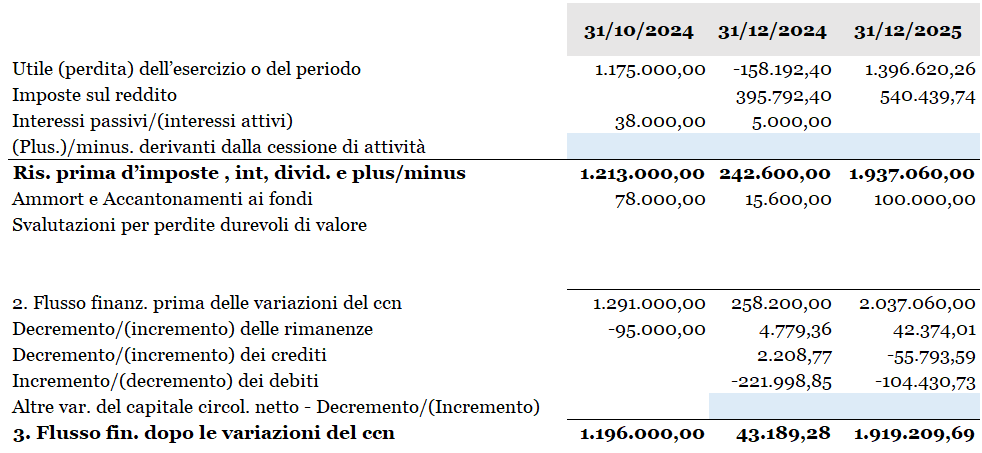 31/10/2024 31/12/2024 31/12/2025
Utile (perdita) dell’esercizio o del periodo 1.175.000,00 -158.192,40 1.396.620,26
Imposte sul reddito 395.792,40 540.439,74
Interessi passivi/(interessi attivi) 38.000,00 5.000,00
(Plus.)/minus. derivanti dalla cessione di attività
Ris. prima d’imposte , int, divid. e plus/minus 1.213.000,00 242.600,00 1.937.060,00
Ammort e Accantonamenti ai fondi 78.000,00 15.600,00 100.000,00
Svalutazioni per perdite durevoli di valore
2. Flusso finanz. prima delle variazioni del ccn 1.291.000,00 258.200,00 2.037.060,00
Decremento/(incremento) delle rimanenze -95.000,00 4.779,36 42.374,01
Decremento/(incremento) dei crediti 2.208,77 -55.793,59
Incremento/(decremento) dei debiti -221.998,85 -104.430,73
Altre var. del capitale circol. netto - Decremento/(Incremento)
3. Flusso fin. dopo le variazioni del ccn 1.196.000,00 43.189,28 1.919.209,69